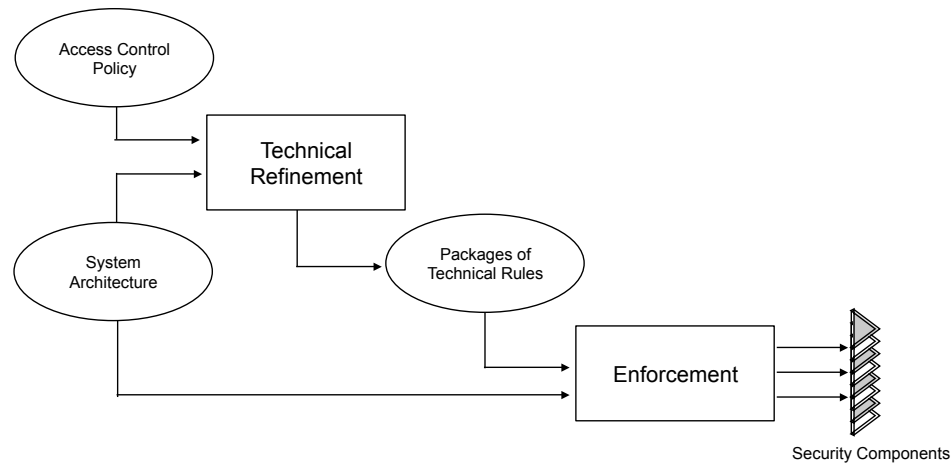 Access Control
Policy
Technical
Refinement
System
Architecture
Packages of
Technical Rules
Enforcement
Security Components